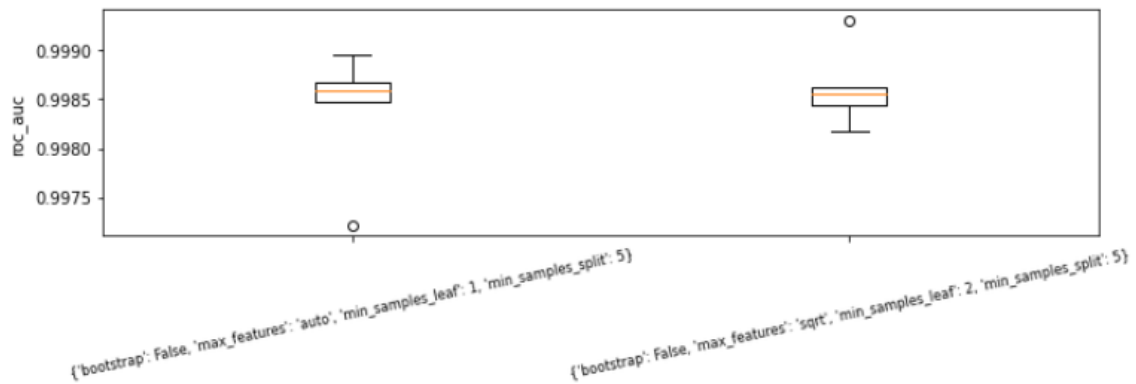 0.9990
0.9985
0.9980
0.9975
roc_auc
{'bootstrap': False, 'max_features': 'auto', 'min_samples_leaf': 1, 'min_samples_split': 5}
{'bootstrap': False, 'max_features': 'sqrt', 'min_samples_leaf': 2, 'min_samples_split': 5}